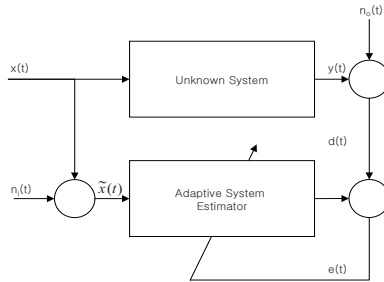 n₀(t)
x(t)
Unknown System
y(t)
d(t)
nᵢ(t)
x̃(t)
Adaptive System
Estimator
e(t)